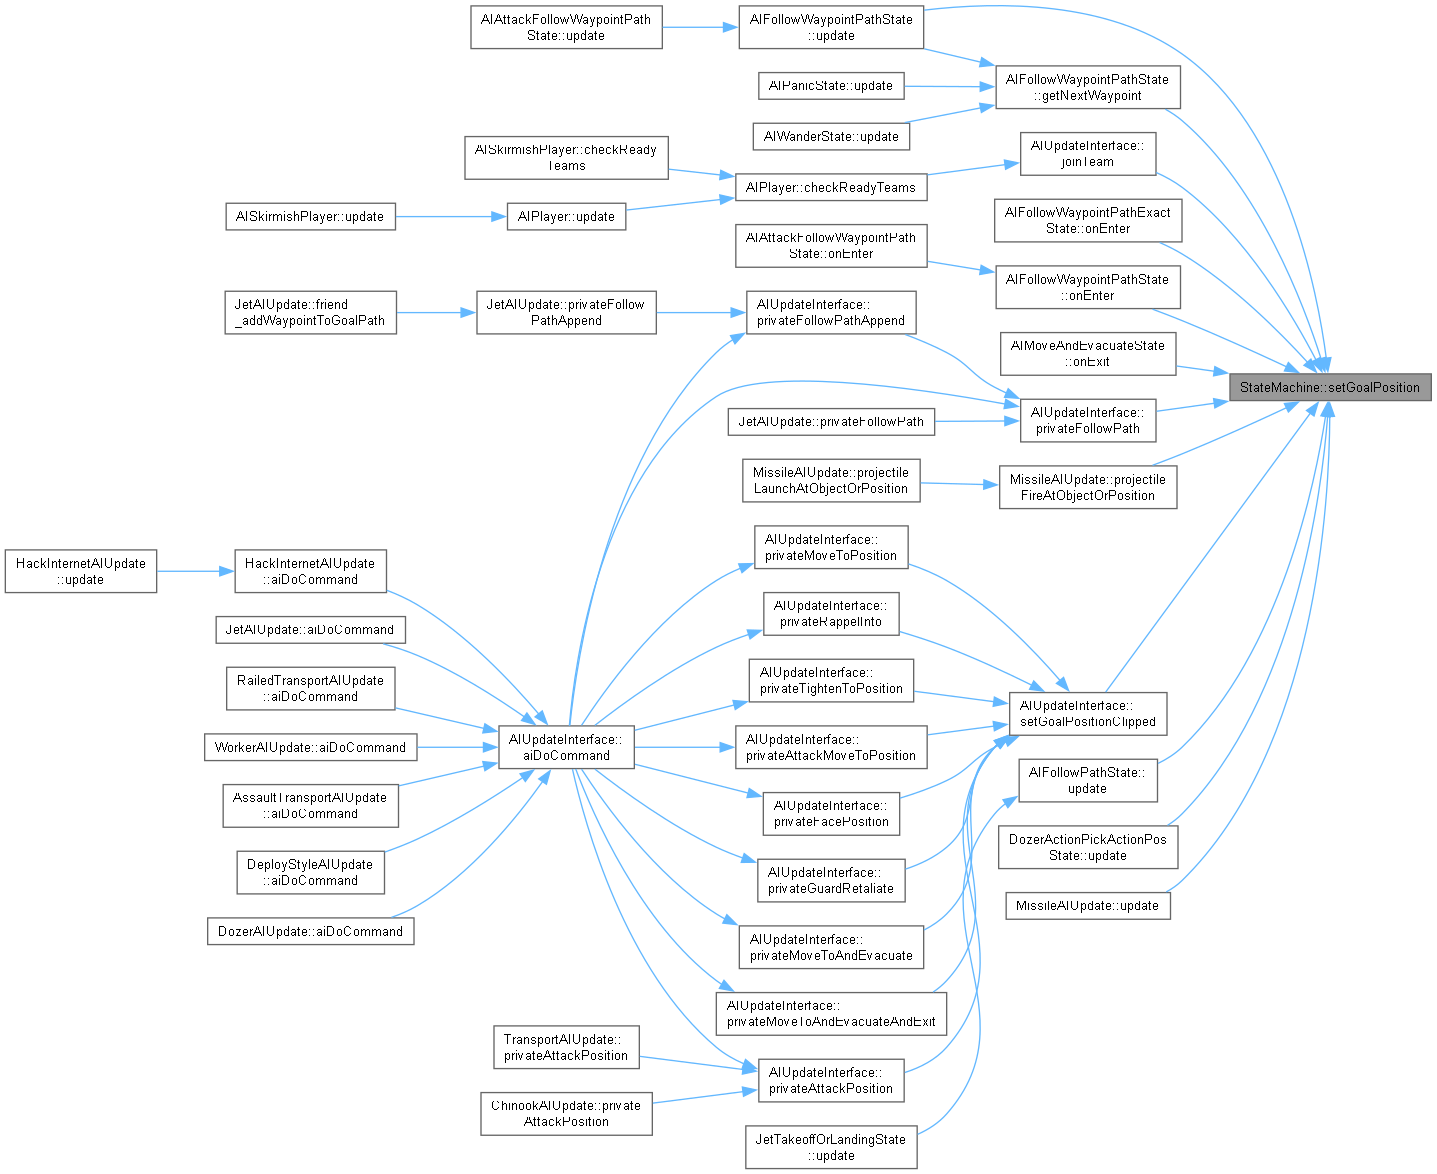 AIAttackFollowWaypointPath
State::update
AIFollowWaypointPathState
::update
AIPanicState::update
AIFollowWaypointPathState
::getNextWaypoint
AIWanderState::update
AISkirmishPlayer::checkReady
Teams
AIPlayer::checkReadyTeams
AIUpdateInterface::
joinTeam
AISkirmishPlayer::update
AIPlayer::update
AIFollowWaypointPathExact
State::onEnter
AIAttackFollowWaypointPath
State::onEnter
AIFollowWaypointPathState
::onEnter
JetAIUpdate::friend
_addWaypointToGoalPath
JetAIUpdate::privateFollow
PathAppend
AIUpdateInterface::
privateFollowPathAppend
AIMoveAndEvacuateState
::onExit
StateMachine::setGoalPosition
JetAIUpdate::privateFollowPath
AIUpdateInterface::
privateFollowPath
MissileAIUpdate::projectile
LaunchAtObjectOrPosition
MissileAIUpdate::projectile
FireAtObjectOrPosition
HackInternetAIUpdate
::update
HackInternetAIUpdate
::aiDoCommand
AIUpdateInterface::
privateMoveToPosition
JetAIUpdate::aiDoCommand
AIUpdateInterface::
privateRappelInto
RailedTransportAIUpdate
::aiDoCommand
AIUpdateInterface::
privateTightenToPosition
AIUpdateInterface::
setGoalPositionClipped
WorkerAIUpdate::aiDoCommand
AIUpdateInterface::
aiDoCommand
AIUpdateInterface::
privateAttackMoveToPosition
AssaultTransportAIUpdate
::aiDoCommand
AIUpdateInterface::
privateFacePosition
AIFollowPathState::
update
DeployStyleAIUpdate
::aiDoCommand
AIUpdateInterface::
privateGuardRetaliate
DozerActionPickActionPos
State::update
DozerAIUpdate::aiDoCommand
AIUpdateInterface::
privateMoveToAndEvacuate
MissileAIUpdate::update
AIUpdateInterface::
privateMoveToAndEvacuateAndExit
TransportAIUpdate::
privateAttackPosition
AIUpdateInterface::
privateAttackPosition
ChinookAIUpdate::private
AttackPosition
JetTakeoffOrLandingState
::update